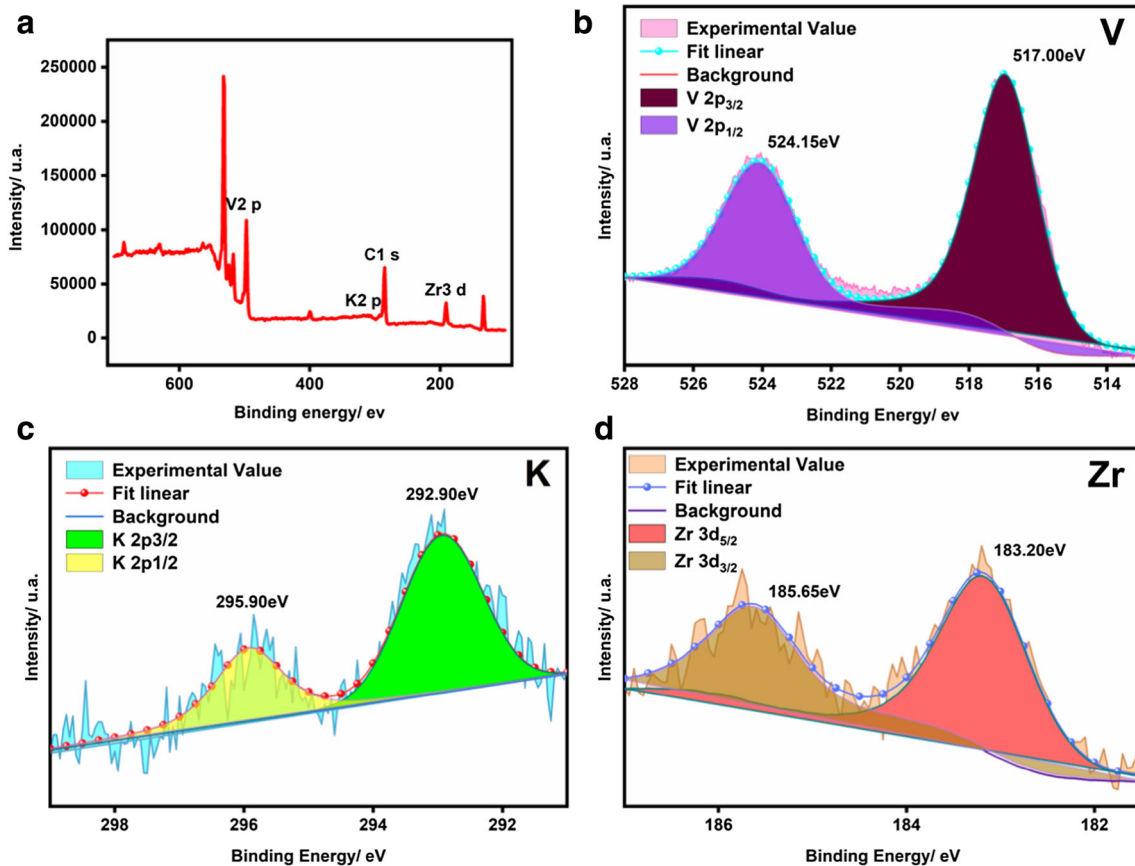 a
250000
200000
150000
100000
50000
0
Intensity/ u.a.
V2 p
C1 s
K2 p
Zr3 d
600
400
200
Binding energy/ ev
b
Experimental Value
Fit linear
Background
V 2p3/2
V 2p1/2
V
517.00eV
524.15eV
Intensity/ u.a.
528
526
524
522
520
518
516
514
Binding Energy/ ev
c
Experimental Value
Fit linear
Background
K 2p3/2
K 2p1/2
K
292.90eV
295.90eV
Intensity/ u.a.
298
296
294
292
Binding Energy/ eV
d
Experimental Value
Fit linear
Background
Zr 3d5/2
Zr 3d3/2
Zr
183.20eV
185.65eV
Intensity/ u.a.
186
184
182
Binding Energy/ eV